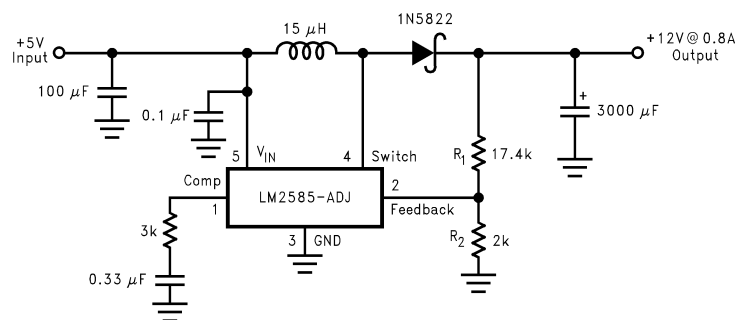 +5V
Input
15 μH
1N5822
+12V @ 0.8A
Output
100 μF
0.1 μF
3000 μF
+
5
VIN
4
Switch
R1
17.4k
Comp
1
LM2585-ADJ
2
Feedback
3k
3
GND
R2
2k
0.33 μF